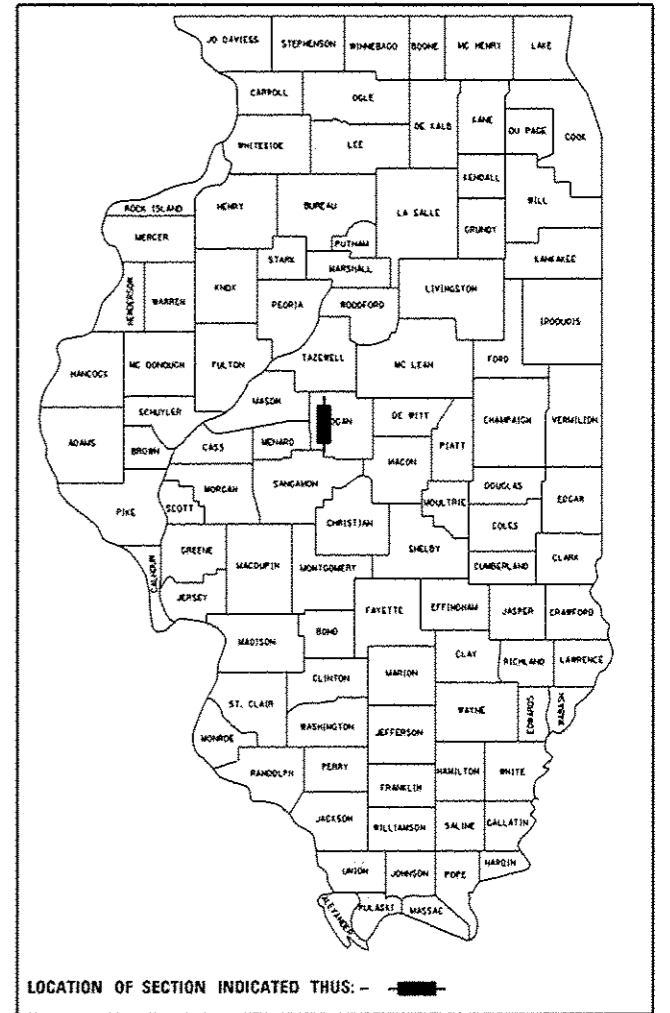 JO DAVIESS STEPHENSON WINNEBAGO BOONE MC HENRY LAKE
CARROLL OGLE DE KALB KANE DU PAGE COOK
WHITESIDE LEE
KENDALL
ROCK ISLAND HENRY BUREAU LA SALLE WILL
MERCER PUTNAM GRUNDY
STARK MARSHALL KANKAKEE
HENDERSON WARREN KNOX PEORIA WOODFORD LIVINGSTON
IROQUOIS
HANCOCK MC DONOUGH FULTON TAZEWELL MC LEAN FORD
MASON
SCHUYLER OGAN DE WITT CHAMPAIGN VERMILION
ADAMS BROWN CASS MENARD PIATT
MACON
MORGAN SANGAMON DOUGLAS
PIKE SCOTT CHRISTIAN MOULTRIE EDGAR
COLES
GREENE SHELBY
CALHOUN MACOUPIN MONTGOMERY CUMBERLAND CLARK
JERSEY FAYETTE EFFINGHAM JASPER CRAWFORD
BOND
MADISON CLAY
CLINTON MARION RICHLAND LAWRENCE
ST. CLAIR WAYNE EDWARDS WABASH
WASHINGTON JEFFERSON
MONROE
RANDOLPH PERRY HAMILTON WHITE
FRANKLIN
JACKSON
WILLIAMSON SALINE GALLATIN
UNION JOHNSON POPE HARDIN
ALEXANDER PULASKI MASSAC
LOCATION OF SECTION INDICATED THUS: -